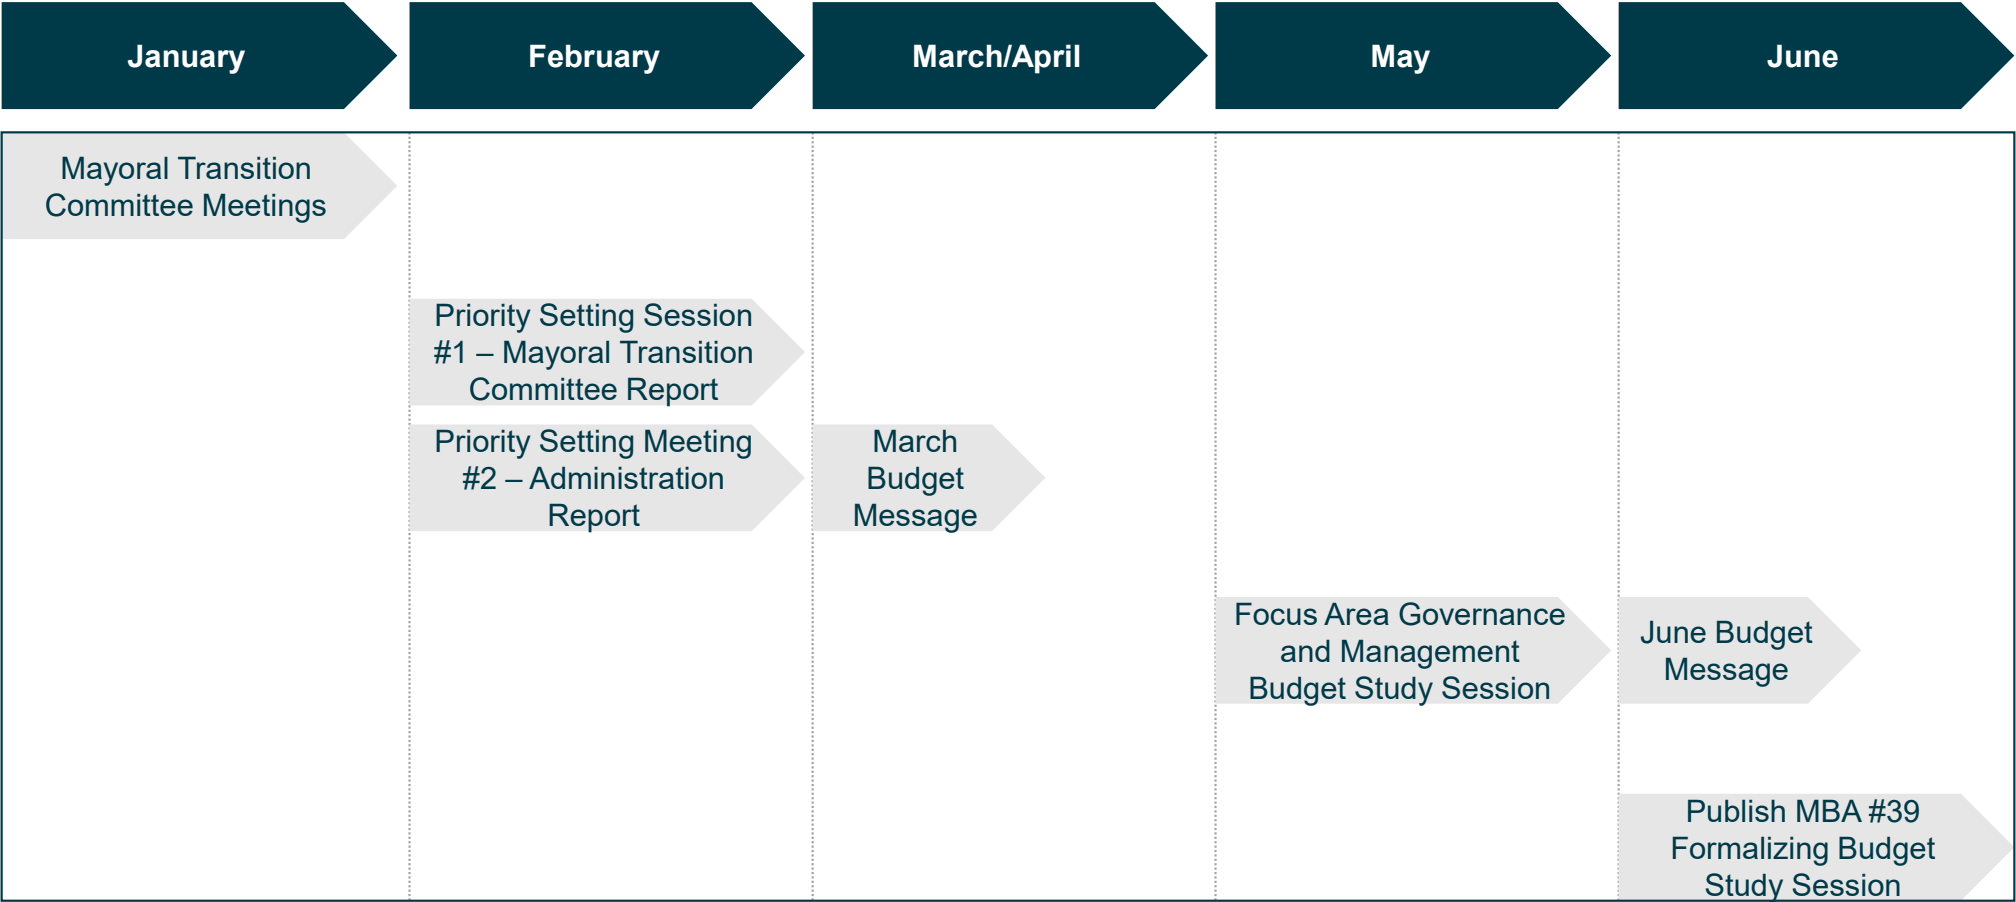 January
February
March/April
May
June
Mayoral Transition
Committee Meetings
Priority Setting Session
#1 – Mayoral Transition
Committee Report
Priority Setting Meeting
#2 – Administration
Report
March
Budget
Message
Focus Area Governance
and Management
Budget Study Session
June Budget
Message
Publish MBA #39
Formalizing Budget
Study Session